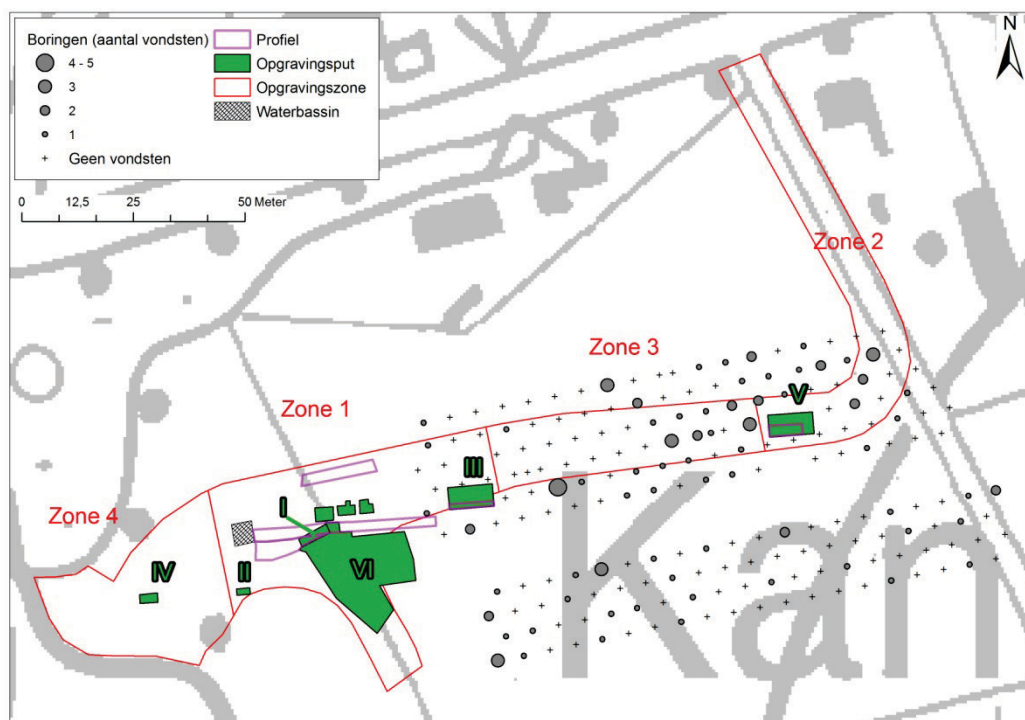 Boringen (aantal vondsten)
4 - 5
3
2
1
Geen vondsten
Profiel
Opgravingsput
Opgravingszone
Waterbassin
0 12,5 25 50 Meter
N
Zone 2
Zone 3
Zone 1
Zone 4
V
III
I
IV
II
VI
Kan